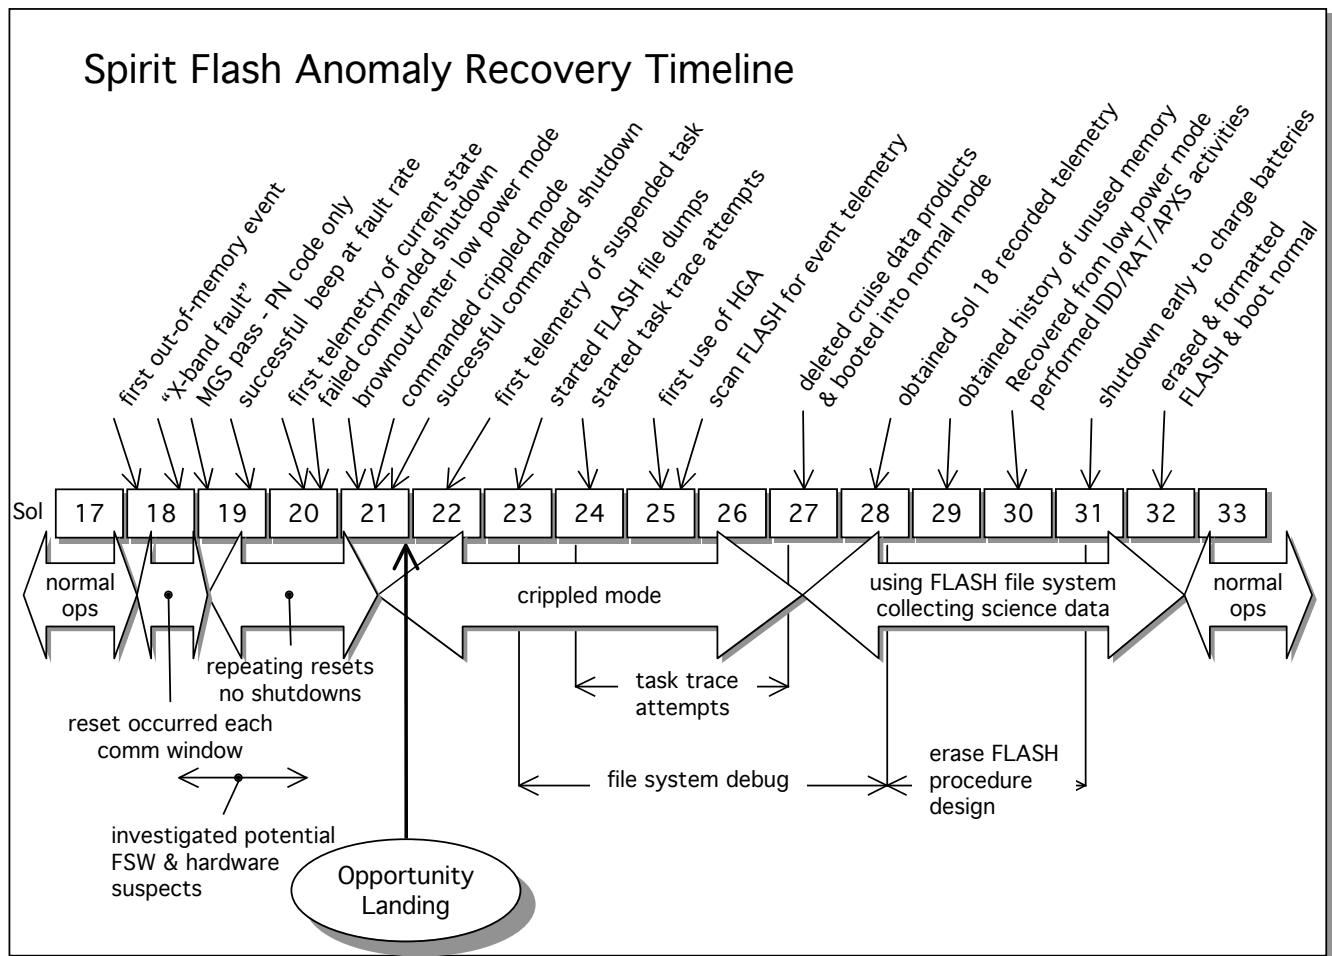 Spirit Flash Anomaly Recovery Timeline
first out-of-memory event
“X-band fault”
MGS pass - PN code only
successful beep at fault rate
first telemetry of current state
failed commanded shutdown
brownout/enter low power mode
commanded crippled mode
successful commanded shutdown
first telemetry of suspended task
started FLASH file dumps
started task trace attempts
first use of HGA
scan FLASH for event telemetry
deleted cruise data products
& booted into normal mode
obtained Sol 18 recorded telemetry
obtained history of unused memory
Recovered from low power mode
performed IDD/RAT/APXS activities
shutdown early to charge batteries
erased & formatted
FLASH & boot normal
Sol 17 18 19 20 21 22 23 24 25 26 27 28 29 30 31 32 33
normal
ops
crippled mode
using FLASH file system
collecting science data
normal
ops
repeating resets
no shutdowns
reset occurred each
comm window
task trace
attempts
file system debug
erase FLASH
procedure
design
investigated potential
FSW & hardware
suspects
Opportunity
Landing